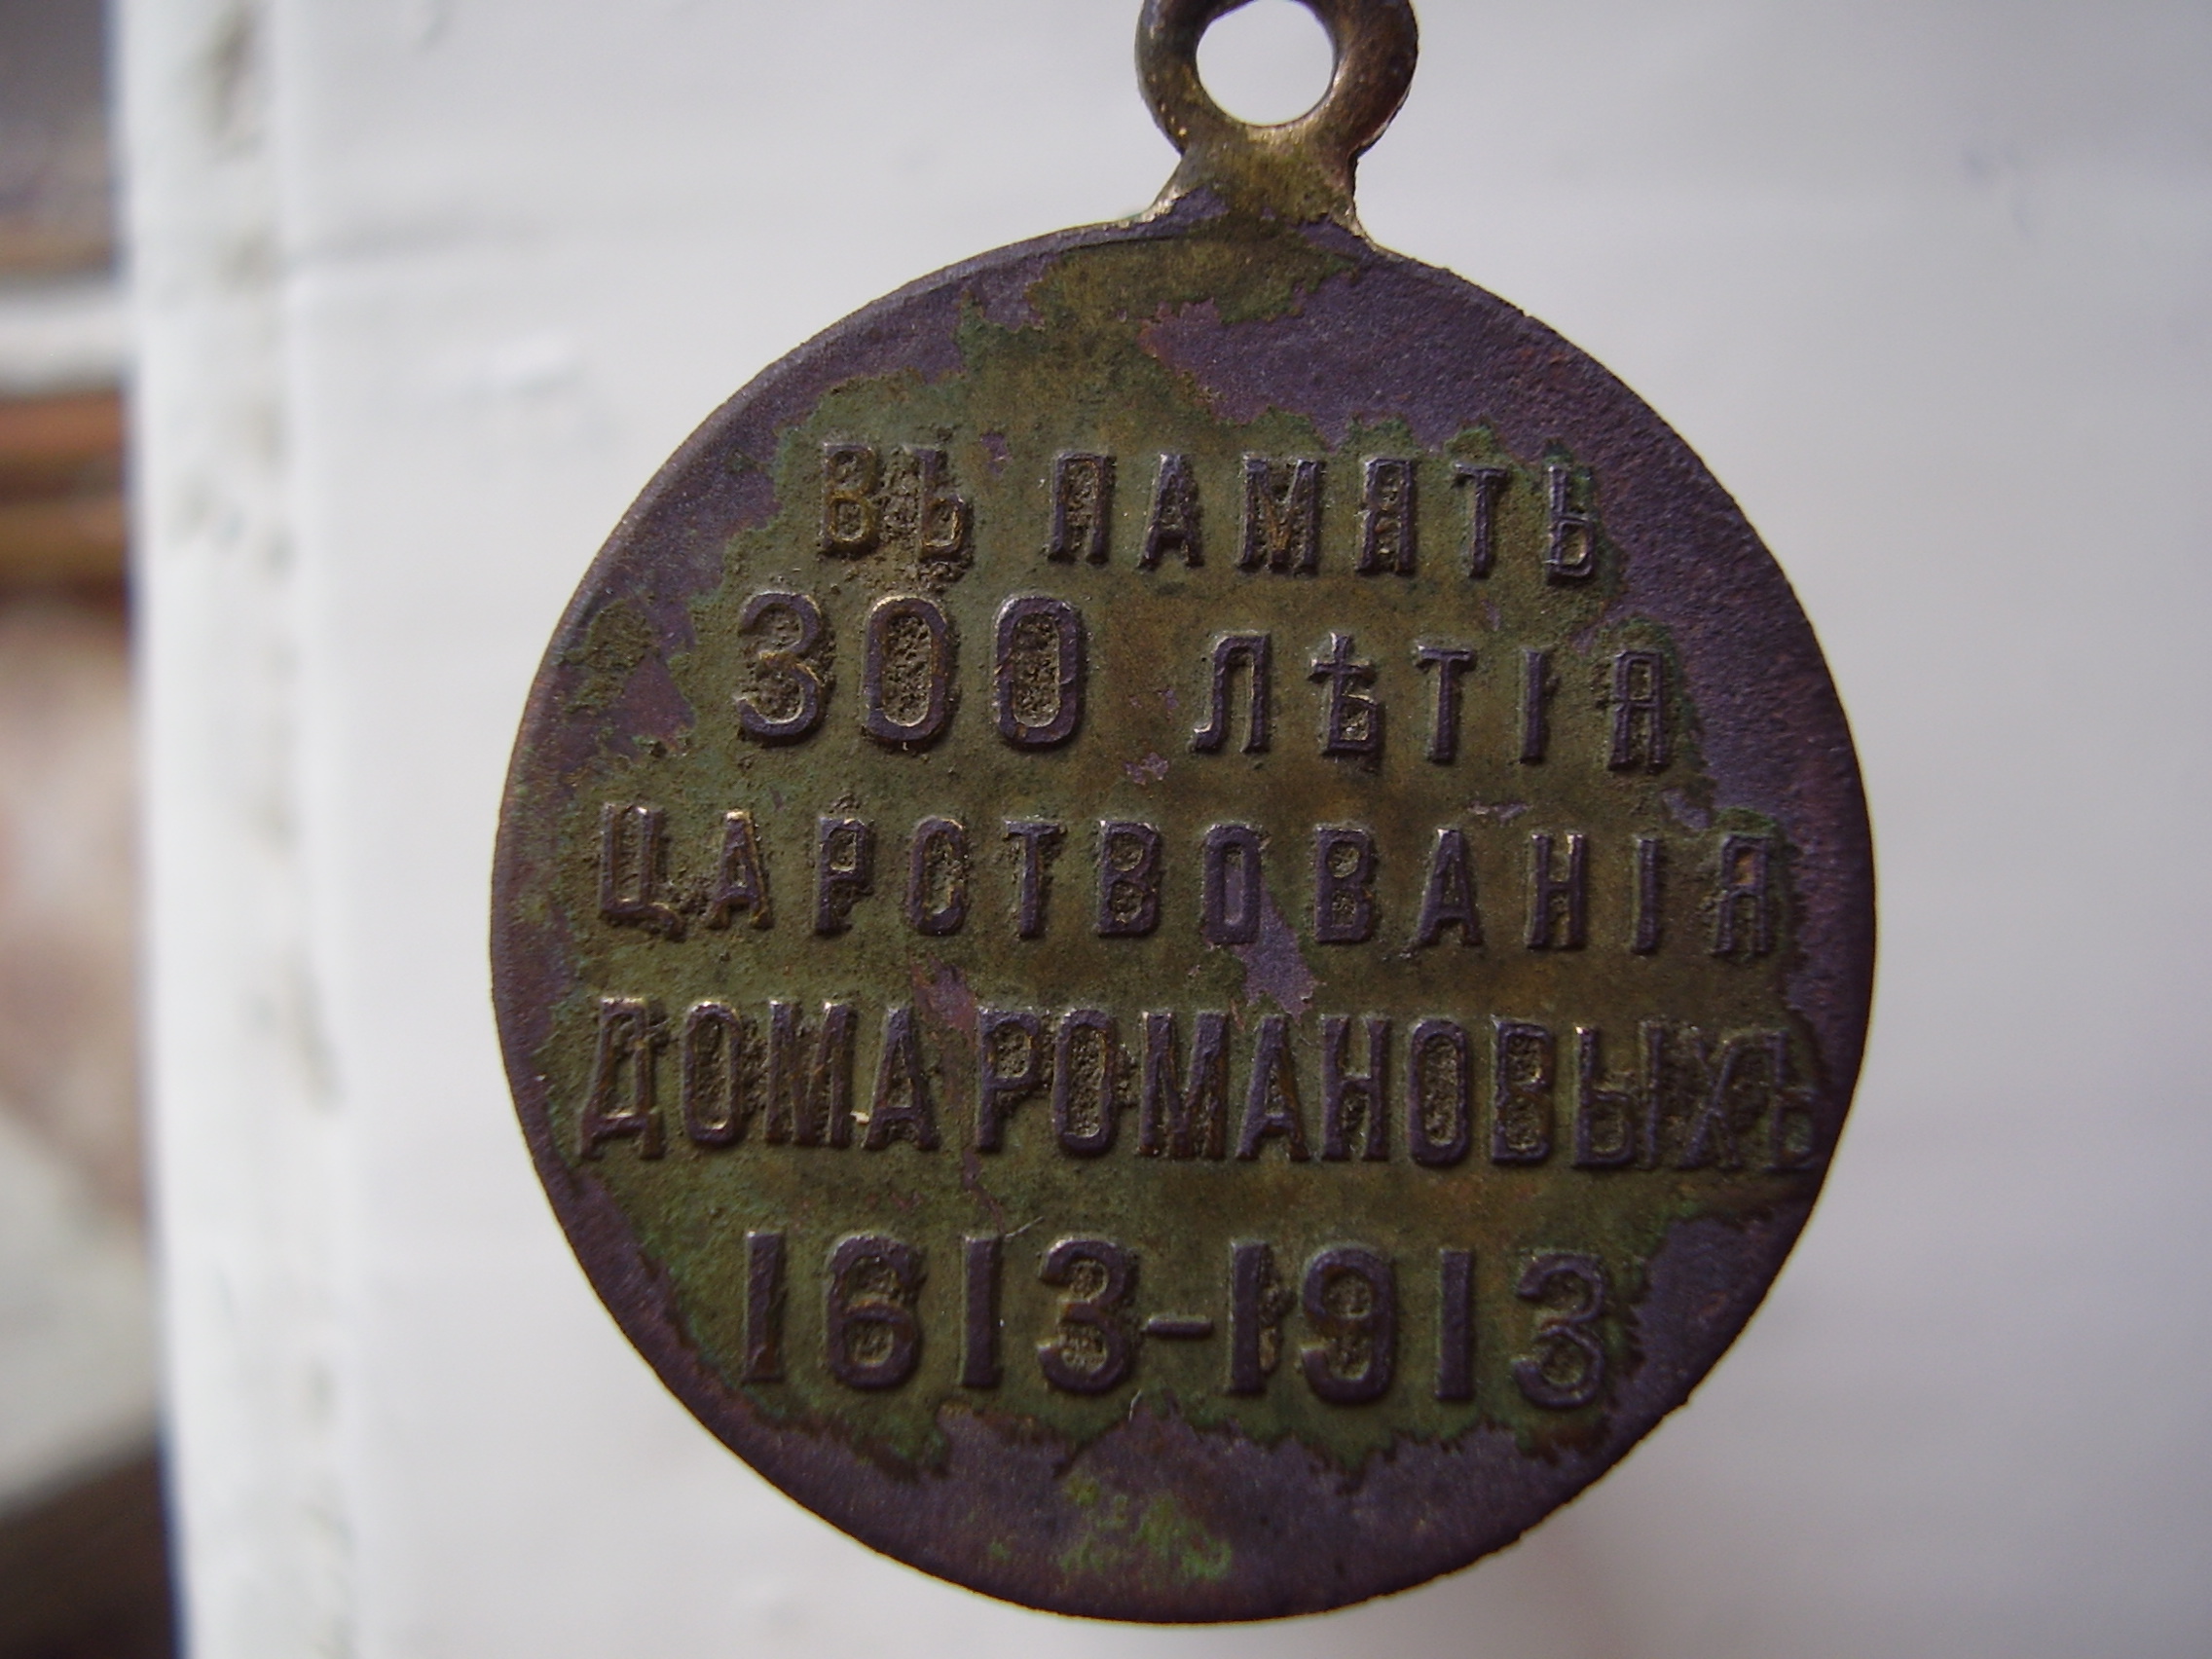 ВЪ ПАМЯТЬ
300 ЛѢТІЯ
ЦАРСТВОВАНІЯ
ДОМА РОМАНОВЫХЪ
1613-1913